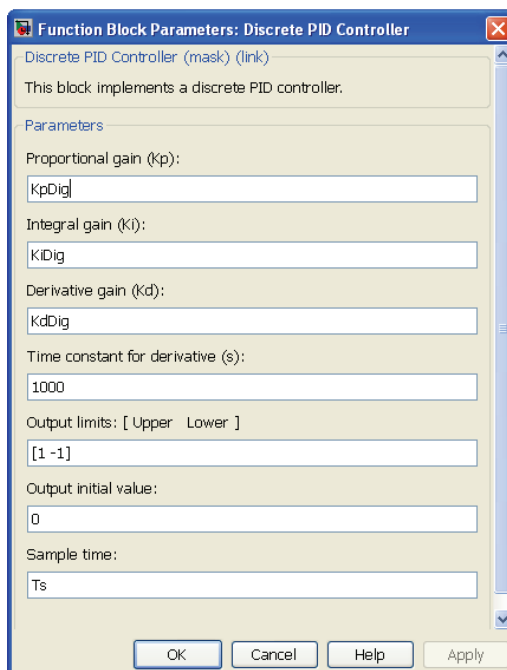 Function Block Parameters: Discrete PID Controller
Discrete PID Controller (mask) (link)
This block implements a discrete PID controller.
Parameters
Proportional gain (Kp):
KpDig
Integral gain (Ki):
KiDig
Derivative gain (Kd):
KdDig
Time constant for derivative (s):
1000
Output limits: [ Upper Lower ]
[1 -1]
Output initial value:
0
Sample time:
Ts
OK Cancel Help Apply